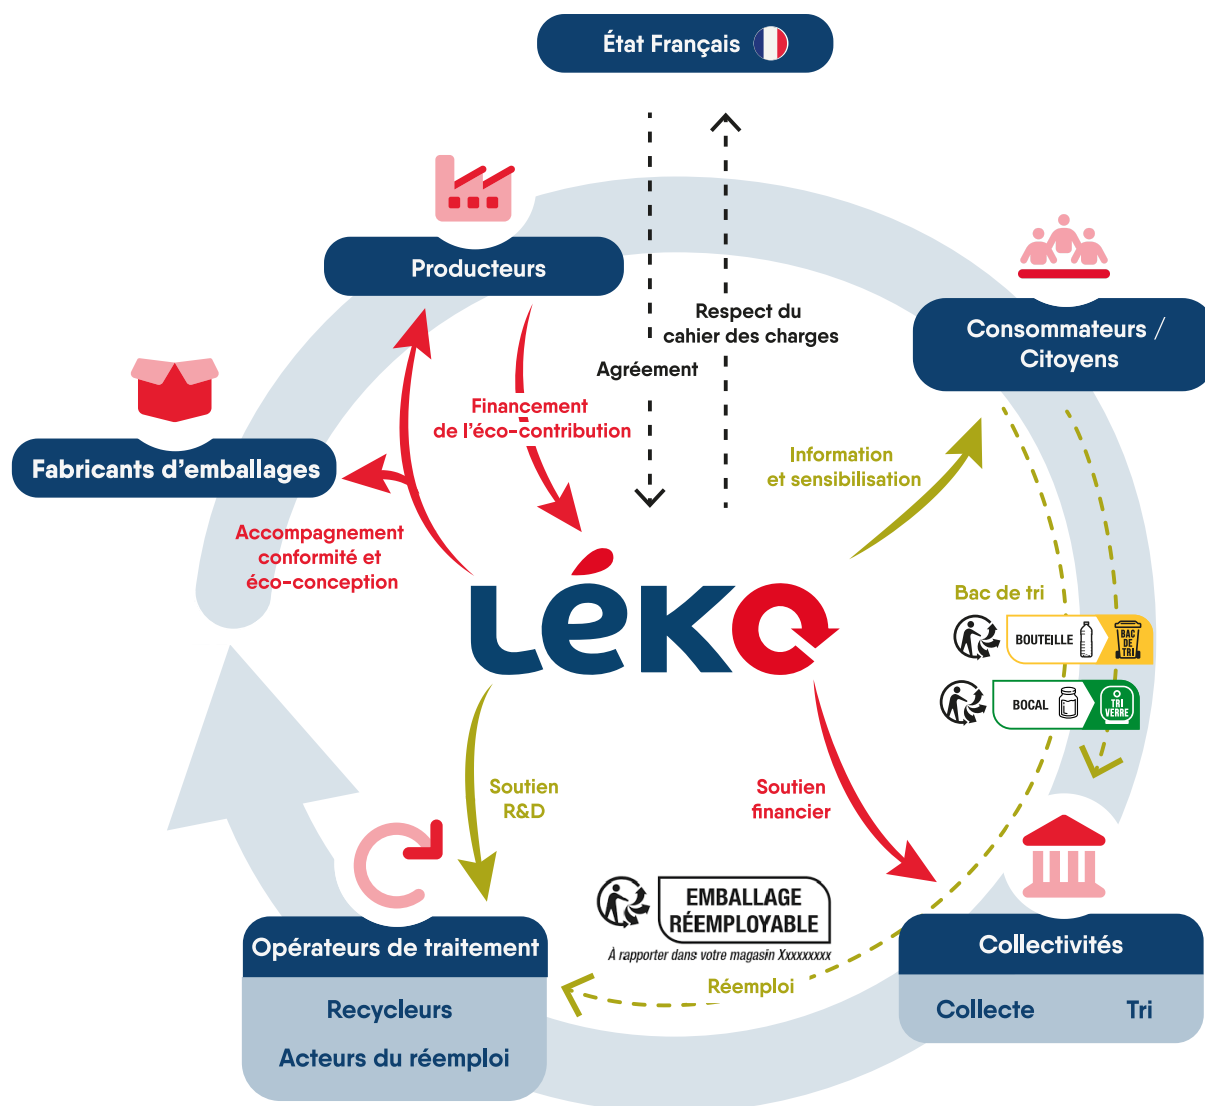 État Français
Producteurs
Respect du
cahier des charges
Consommateurs /
Citoyens
Agréement
Financement
de l'éco-contribution
Fabricants d'emballages
Information
et sensibilisation
Accompagnement
conformité et
éco-conception
LéKO
Bac de tri
BOUTEILLE
BAC
DE
TRI
BOCAL
TRI
VERRE
Soutien
R&D
Soutien
financier
EMBALLAGE
RÉEMPLOYABLE
À rapporter dans votre magasin Xxxxxxxxx
Réemploi
Opérateurs de traitement
Recycleurs
Acteurs du réemploi
Collectivités
Collecte Tri